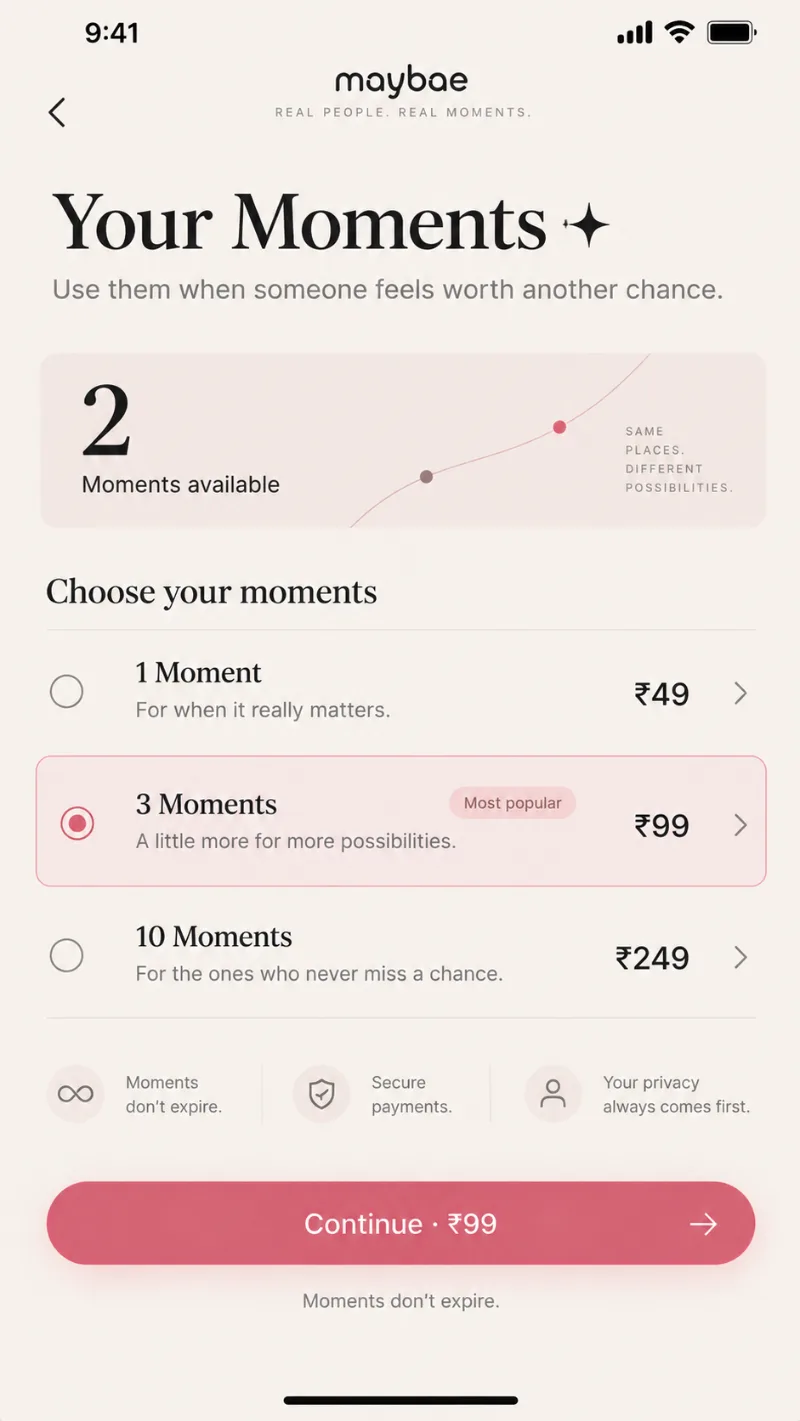 9:41
maybae
REAL PEOPLE. REAL MOMENTS.
Your Moments
Use them when someone feels worth another chance.
2
Moments available
SAME
PLACES.
DIFFERENT
POSSIBILITIES.
Choose your moments
1 Moment
For when it really matters.
₹49
3 Moments
Most popular
A little more for more possibilities.
₹99
10 Moments
For the ones who never miss a chance.
₹249
Moments
don't expire.
Secure
payments.
Your privacy
always comes first.
Continue · ₹99
Moments don't expire.